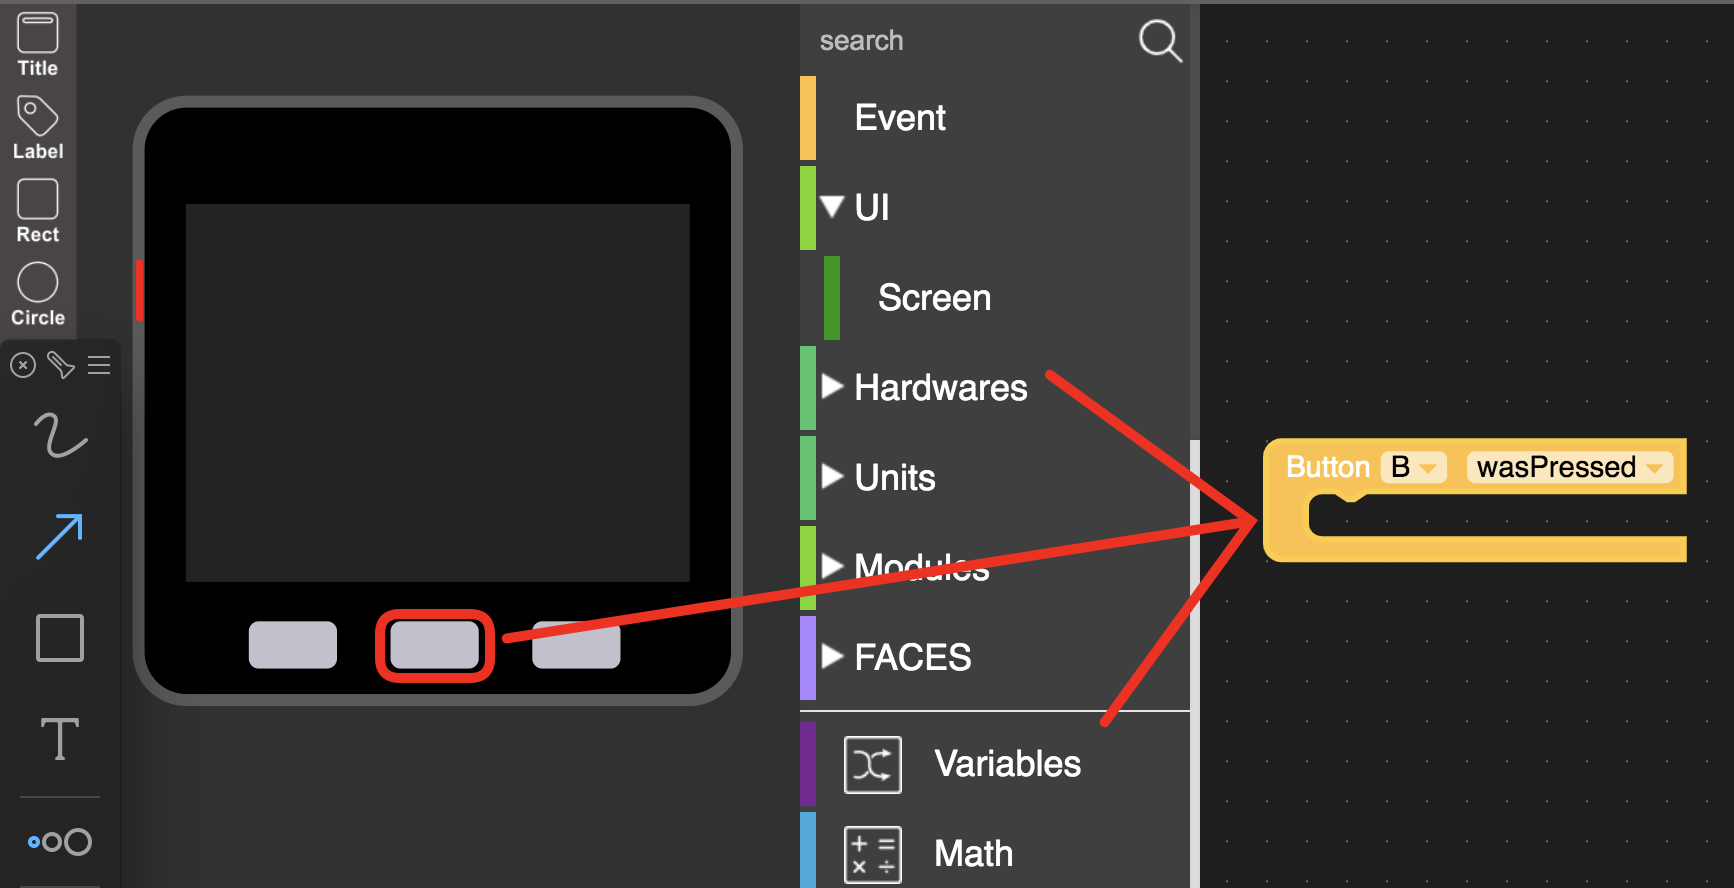 Title
Label
Rect
Circle
T
search
Event
UI
Screen
Hardwares
Units
Modules
FACES
Variables
Math
Button B wasPressed